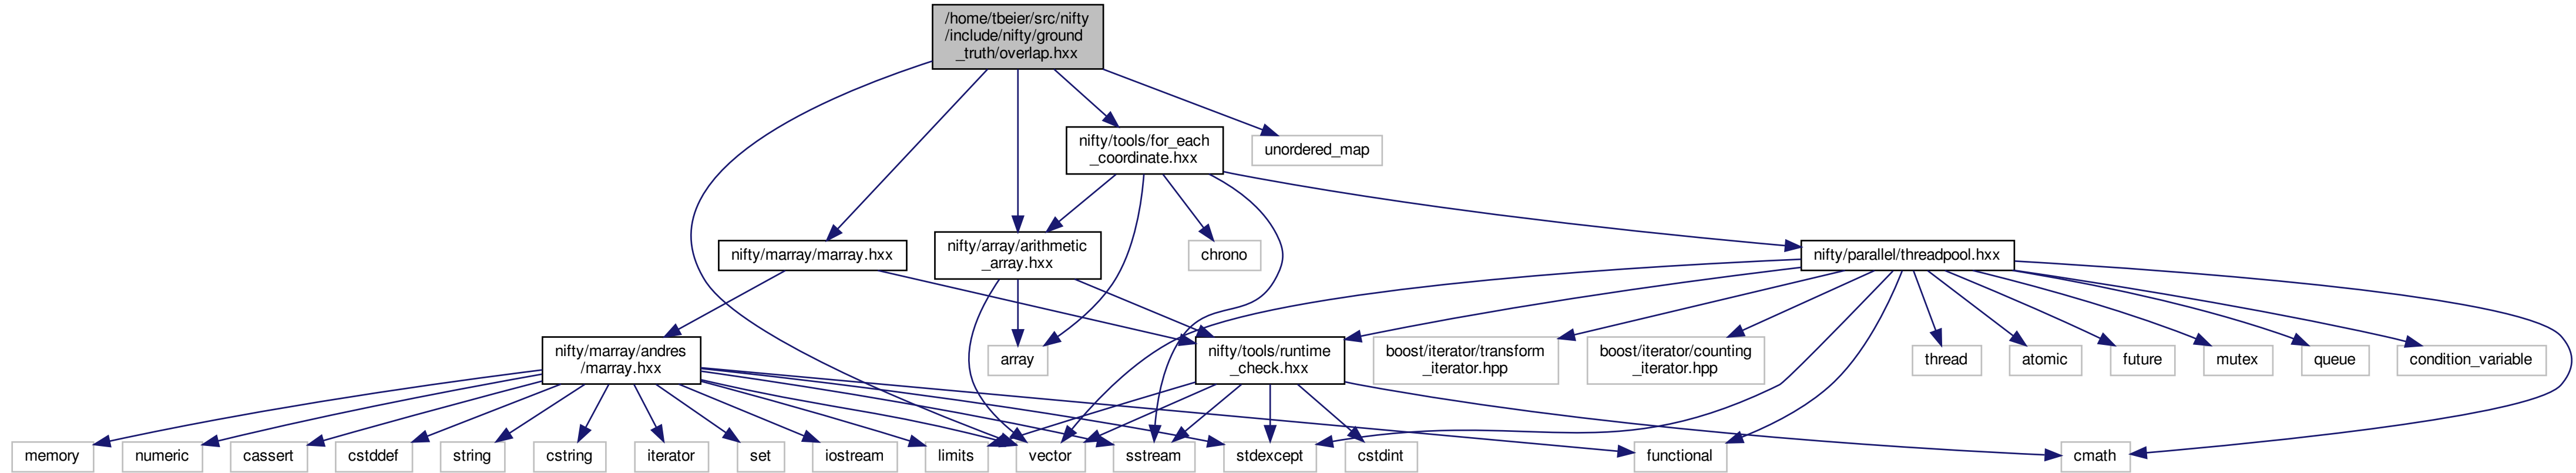 /home/tbeier/src/nifty
/include/nifty/ground
_truth/overlap.hxx
nifty/tools/for_each
_coordinate.hxx
unordered_map
nifty/marray/marray.hxx
nifty/array/arithmetic
_array.hxx
chrono
nifty/parallel/threadpool.hxx
nifty/marray/andres
/marray.hxx
array
nifty/tools/runtime
_check.hxx
boost/iterator/transform
_iterator.hpp
boost/iterator/counting
_iterator.hpp
thread
atomic
future
mutex
queue
condition_variable
memory
numeric
cassert
cstddef
string
cstring
iterator
set
iostream
limits
vector
sstream
stdexcept
cstdint
functional
cmath